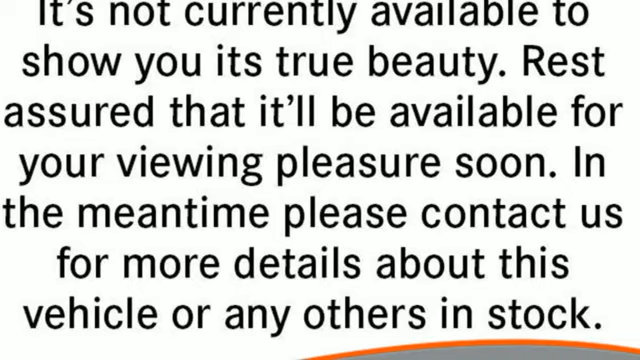 It's not currently available to
show you its true beauty. Rest
assured that it'll be available for
your viewing pleasure soon. In
the meantime please contact us
for more details about this
vehicle or any others in stock.